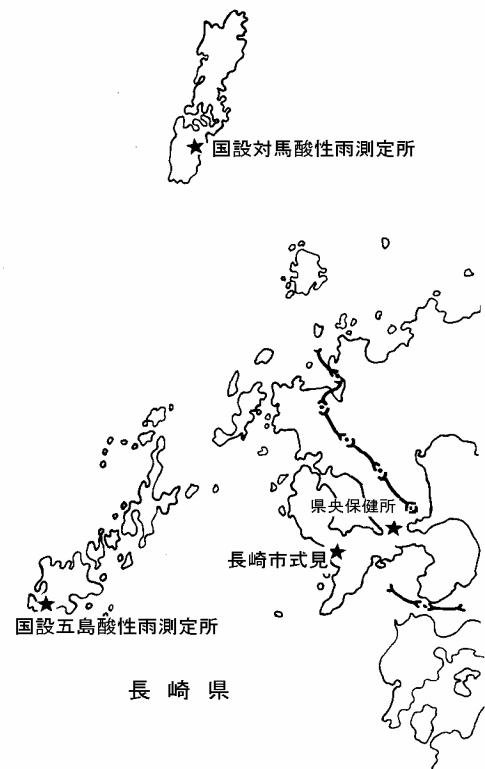 国設対馬酸性雨測定所
県央保健所
長崎市式見
国設五島酸性雨測定所
長崎県